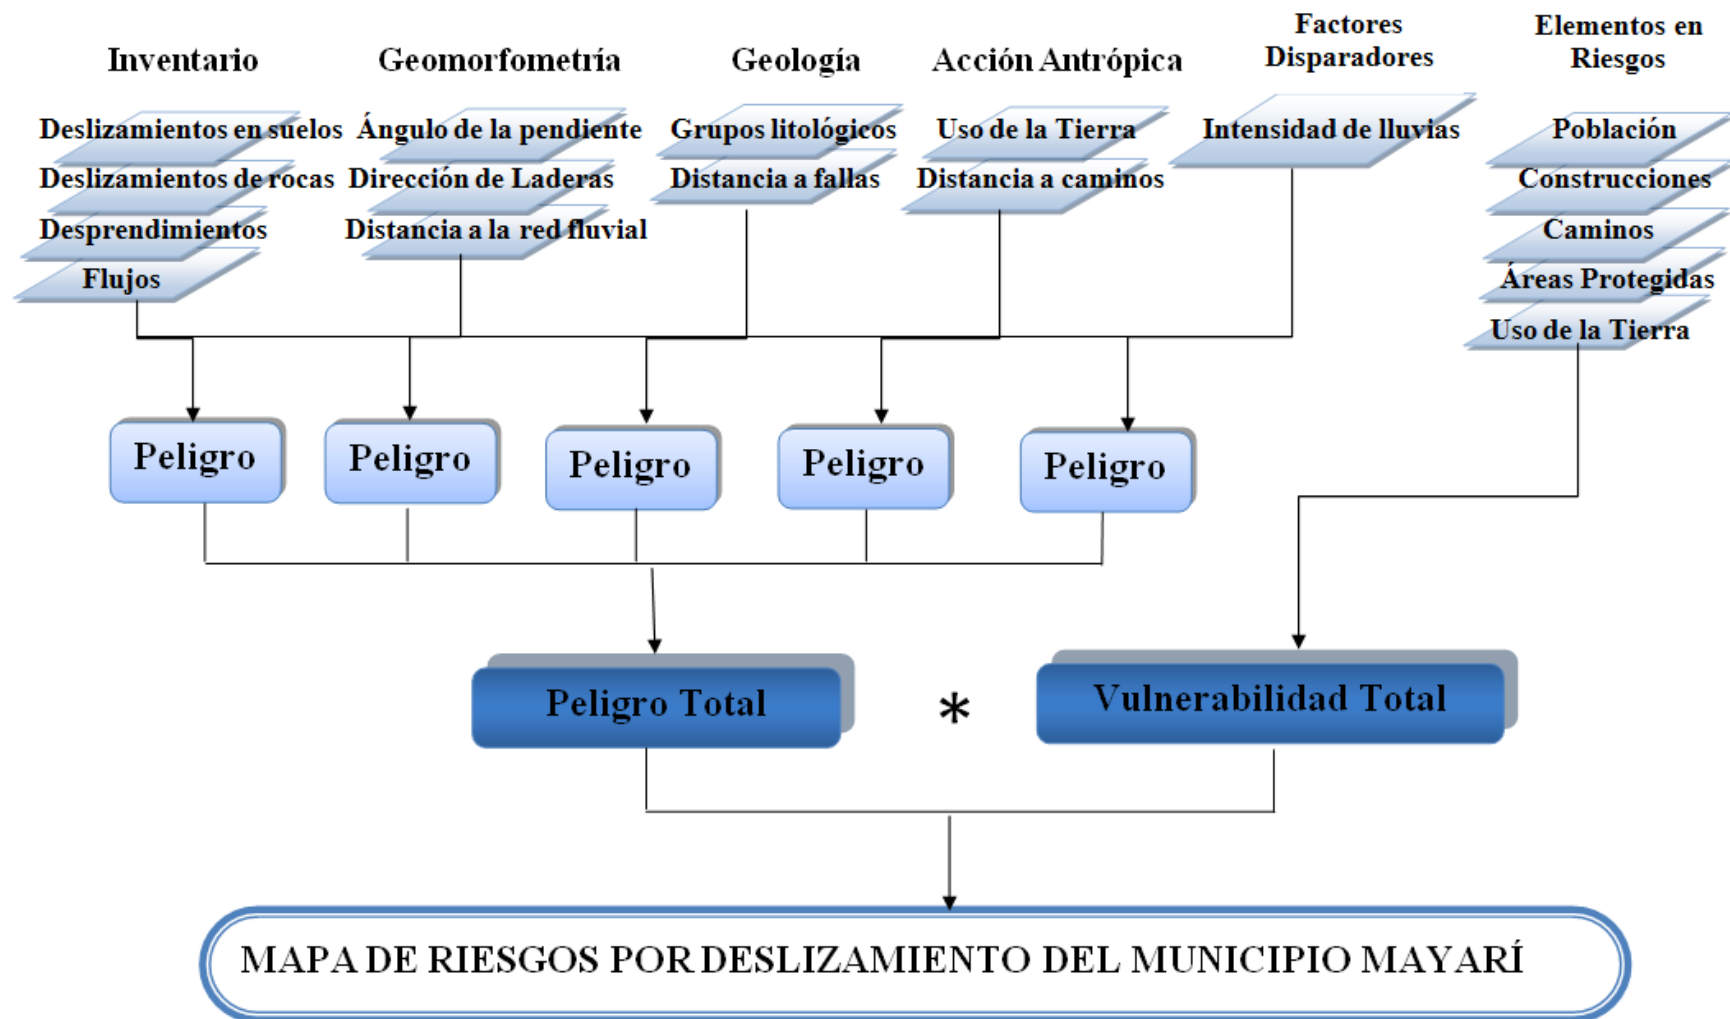 Inventario
Geomorfometría
Geología
Acción Antrópica
Factores
Disparadores
Elementos en
Riesgos
Deslizamientos en suelos
Deslizamientos de rocas
Desprendimientos
Flujos
Ángulo de la pendiente
Dirección de Laderas
Distancia a la red fluvial
Grupos litológicos
Distancia a fallas
Uso de la Tierra
Distancia a caminos
Intensidad de lluvias
Población
Construcciones
Caminos
Áreas Protegidas
Uso de la Tierra
Peligro
Peligro
Peligro
Peligro
Peligro
Peligro Total
*
Vulnerabilidad Total
MAPA DE RIESGOS POR DESLIZAMIENTO DEL MUNICIPIO MAYARÍ